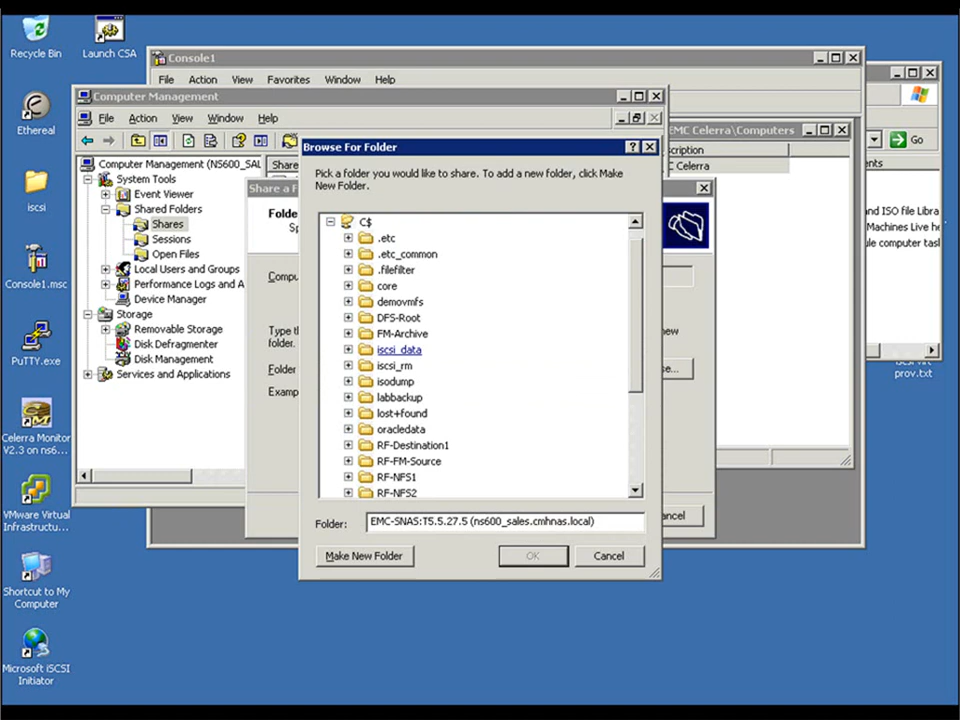 Recycle Bin
Launch CSA
Ethereal
iscsi
Console1.msc
PuTTY.exe
Celerra Monitor
V2.3 on ns6...
VMware Virtual
Infrastructu...
Shortcut to My
Computer
Microsoft iSCSI
Initiator
Console1
File Action View Favorites Window Help
Computer Management
File Action View Window Help
Computer Management (NS600_SAL
System Tools
Event Viewer
Shared Folders
Shares
Sessions
Open Files
Local Users and Groups
Performance Logs and A
Device Manager
Storage
Removable Storage
Disk Defragmenter
Disk Management
Services and Applications
Share
Share a F
Folde
Sp
Compu
Type th
folder.
Folder
Examp
Browse For Folder
Pick a folder you would like to share. To add a new folder, click Make
New Folder.
C$
.etc
.etc_common
.filefilter
core
demovmfs
DFS-Root
FM-Archive
iscsi_data
iscsi_rm
isodump
labbackup
lost+found
oracledata
RF-Destination1
RF-FM-Source
RF-NFS1
RF-NFS2
Folder: EMC-SNAS:T5.5.27.5 (ns600_sales.cmhnas.local)
Make New Folder OK Cancel
new
se...
ancel
EMC Celerra\Computers
cription
C Celerra
Go
ents
nd ISO file Libra
Machines Live he
le computer task
prov.txt